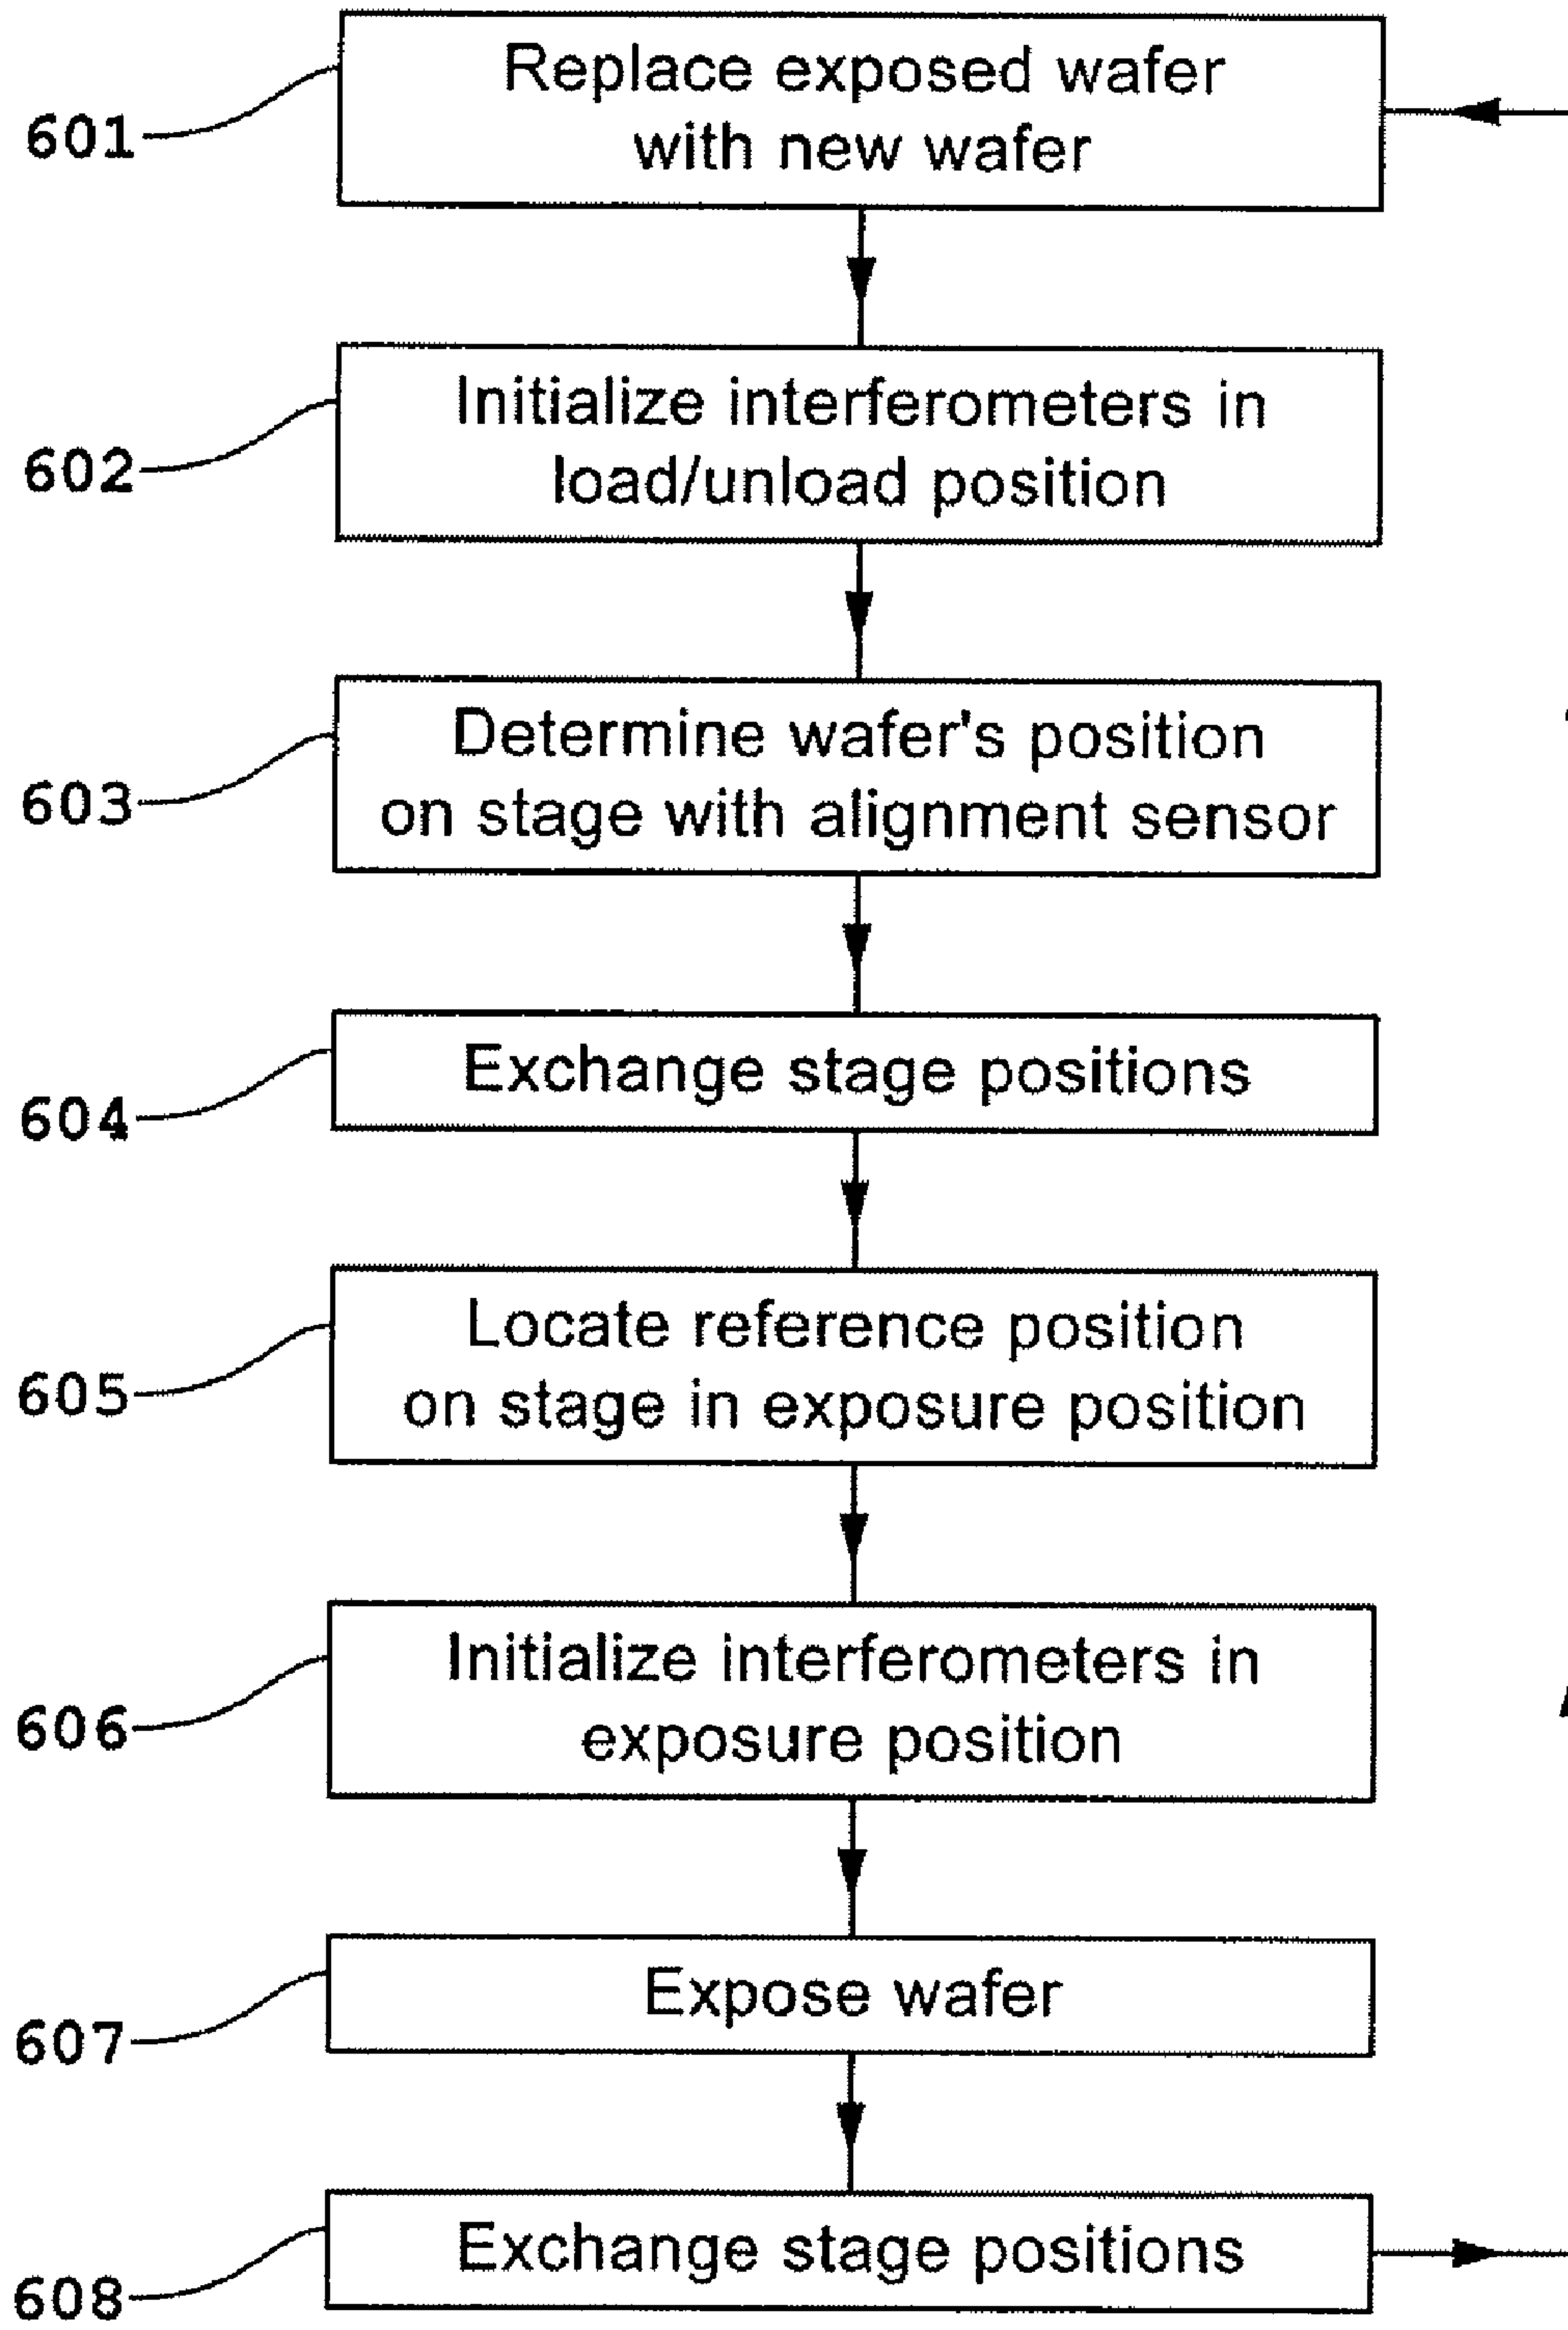 Replace exposed wafer
with new wafer
601
Initialize interferometers in
load/unload position
602
Determine wafer's position
on stage with alignment sensor
603
Exchange stage positions
604
Locate reference position
on stage in exposure position
605
Initialize interferometers in
exposure position
606
Expose wafer
607
Exchange stage positions
608